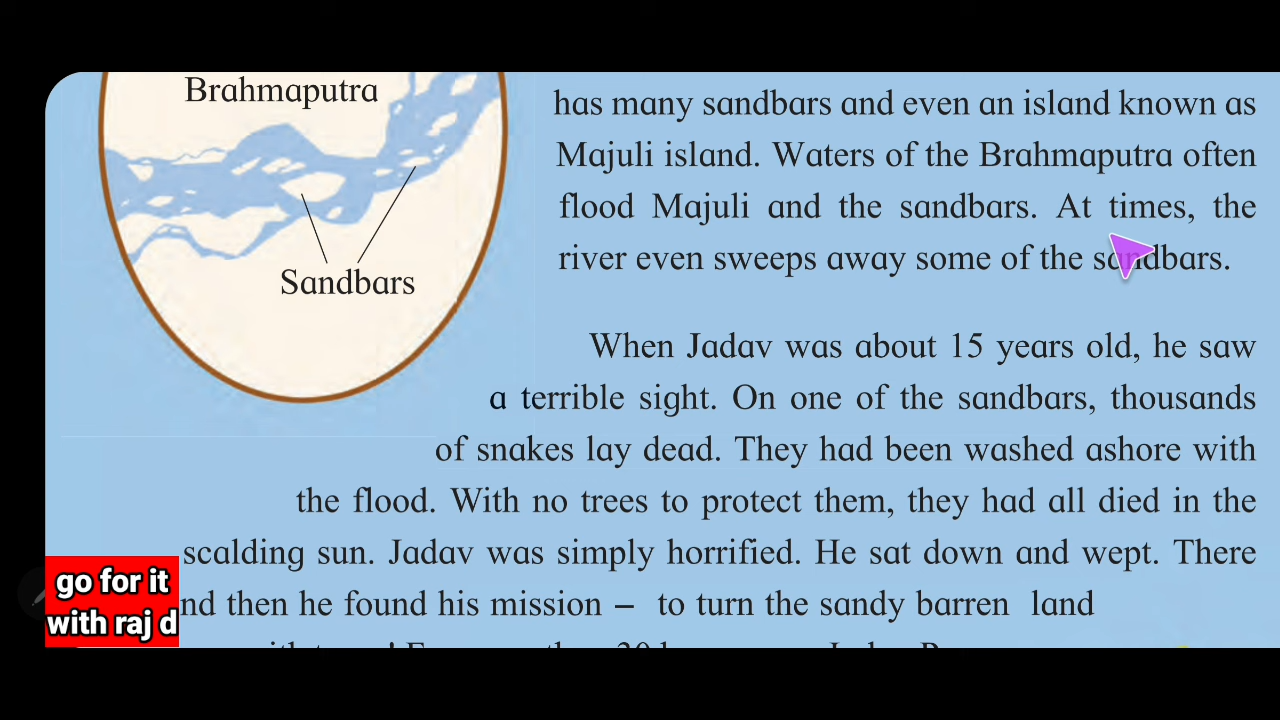 Brahmaputra
Sandbars
has many sandbars and even an island known as
Majuli island. Waters of the Brahmaputra often
flood Majuli and the sandbars. At times, the
river even sweeps away some of the sandbars.
When Jadav was about 15 years old, he saw
a terrible sight. On one of the sandbars, thousands
of snakes lay dead. They had been washed ashore with
the flood. With no trees to protect them, they had all died in the
scalding sun. Jadav was simply horrified. He sat down and wept. There
then he found his mission – to turn the sandy barren land
go for it
with raj d